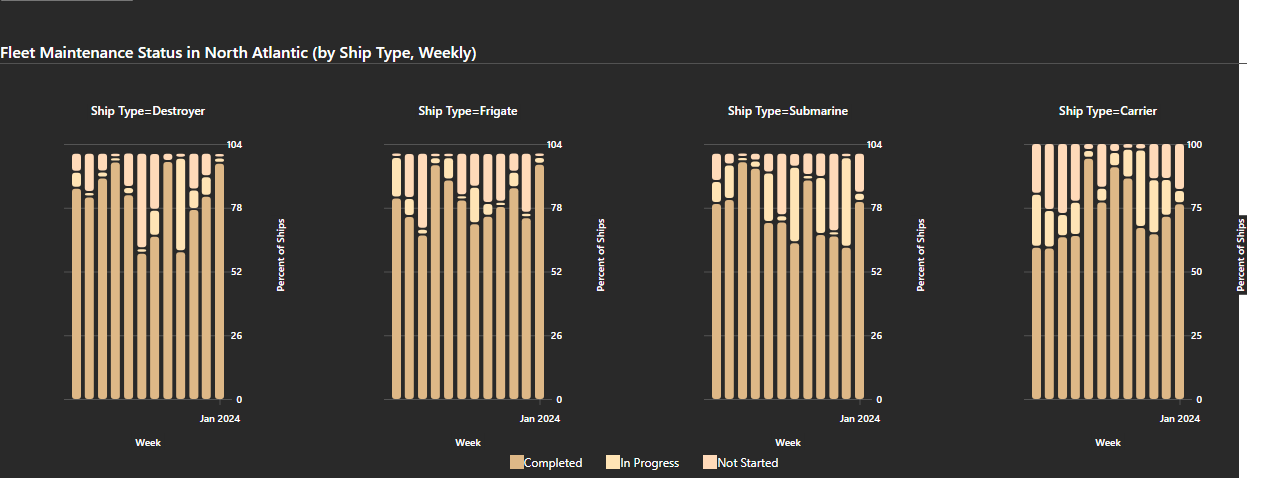 Fleet Maintenance Status in North Atlantic (by Ship Type, Weekly)
Ship Type=Destroyer
104
78
52
26
0
Jan 2024
Week
Percent of Ships
Ship Type=Frigate
104
78
52
26
0
Jan 2024
Week
Percent of Ships
Ship Type=Submarine
104
78
52
26
0
Jan 2024
Week
Percent of Ships
Ship Type=Carrier
100
75
50
25
0
Jan 2024
Week
Percent of Ships
Completed
In Progress
Not Started